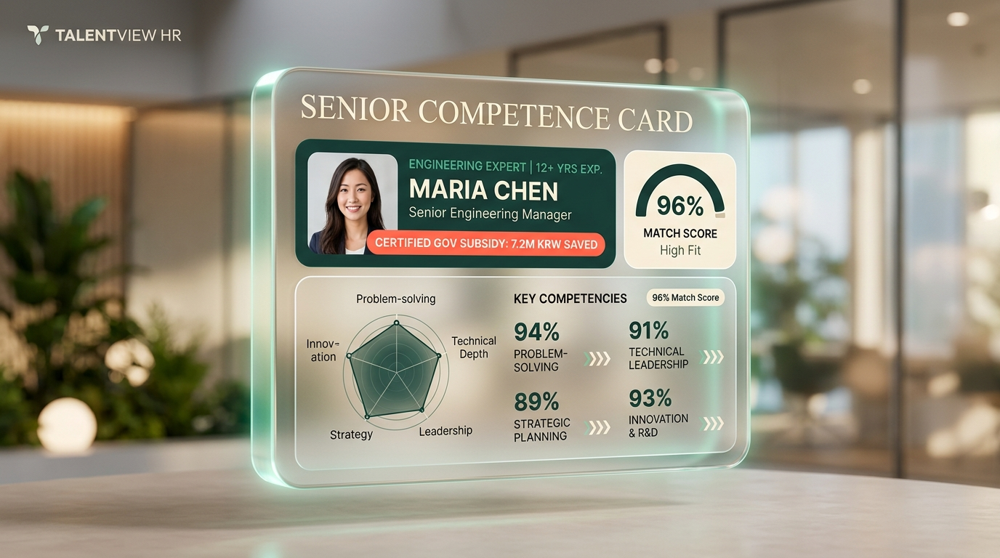 TALENTVIEW HR
SENIOR COMPETENCE CARD
ENGINEERING EXPERT | 12+ YRS EXP.
MARIA CHEN
Senior Engineering Manager
CERTIFIED GOV SUBSIDY: 7.2M KRW SAVED
96%
MATCH SCORE
High Fit
Problem-solving
Innov-
ation
Technical
Depth
Strategy
Leadership
KEY COMPETENCIES
96% Match Score
94%
PROBLEM-
SOLVING
91%
TECHNICAL
LEADERSHIP
89%
STRATEGIC
PLANNING
93%
INNOVATION
& R&D